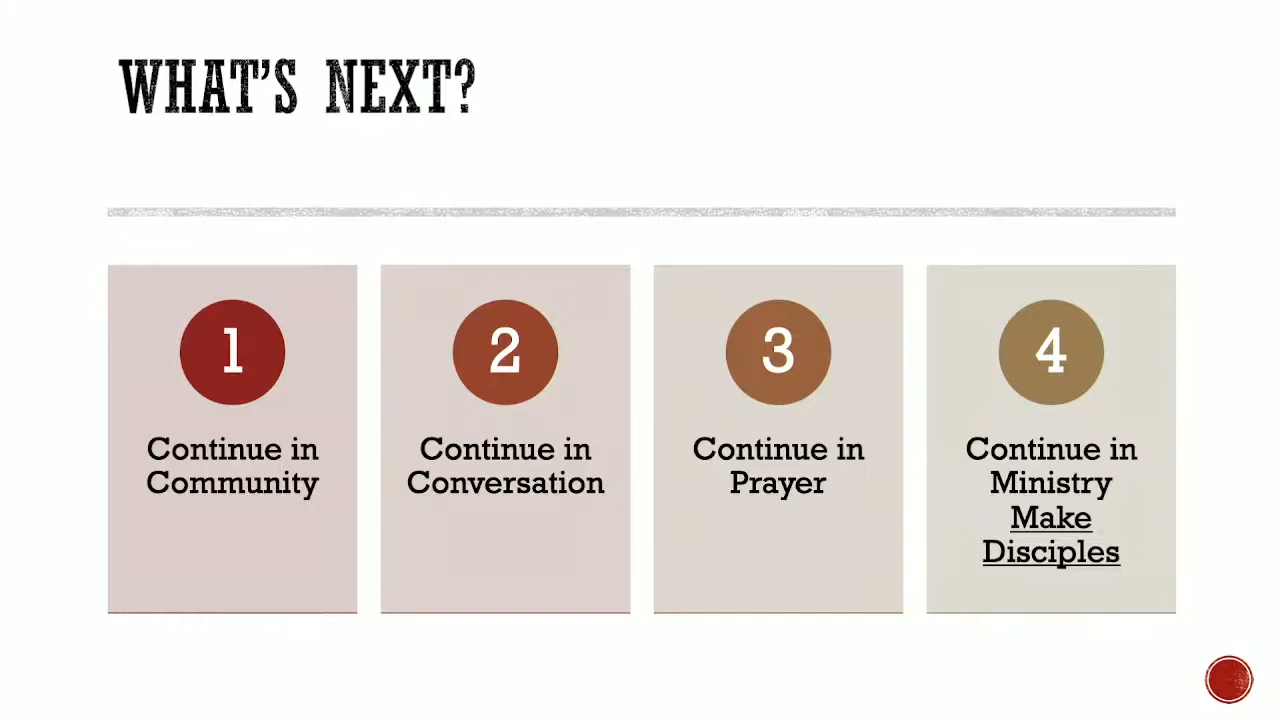 WHAT'S NEXT?
1
Continue in
Community
2
Continue in
Conversation
3
Continue in
Prayer
4
Continue in
Ministry
Make
Disciples